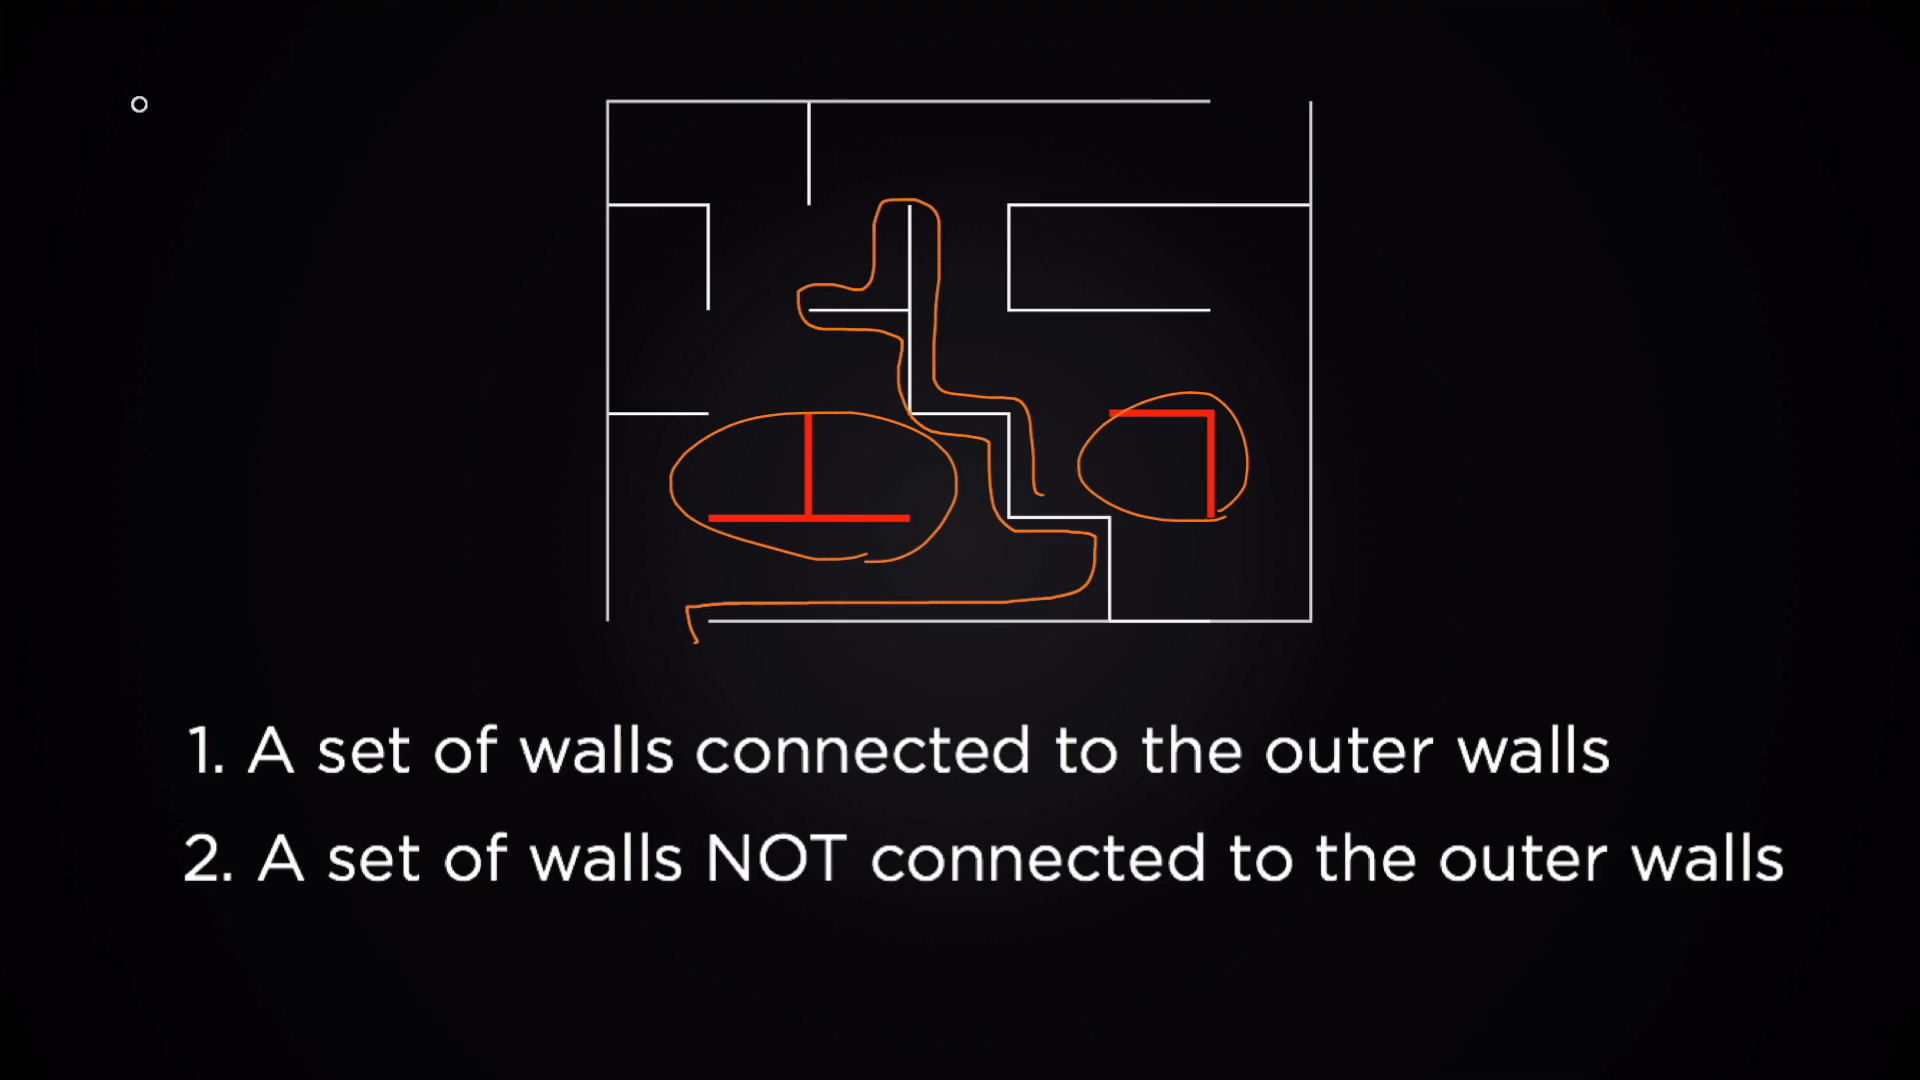 1. A set of walls connected to the outer walls
2. A set of walls NOT connected to the outer walls